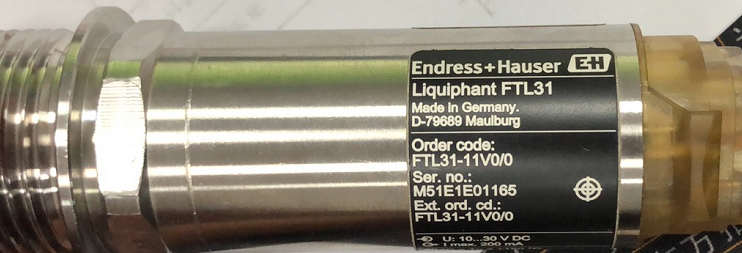 Endress+Hauser EH
Liquiphant FTL31
Made in Germany.
D-79689 Maulburg
Order code:
FTL31-11V0/0
Ser. no.:
M51E1E01165
Ext. ord. cd.:
FTL31-11V0/0
U: 10...30 V DC
I max. 200 mA